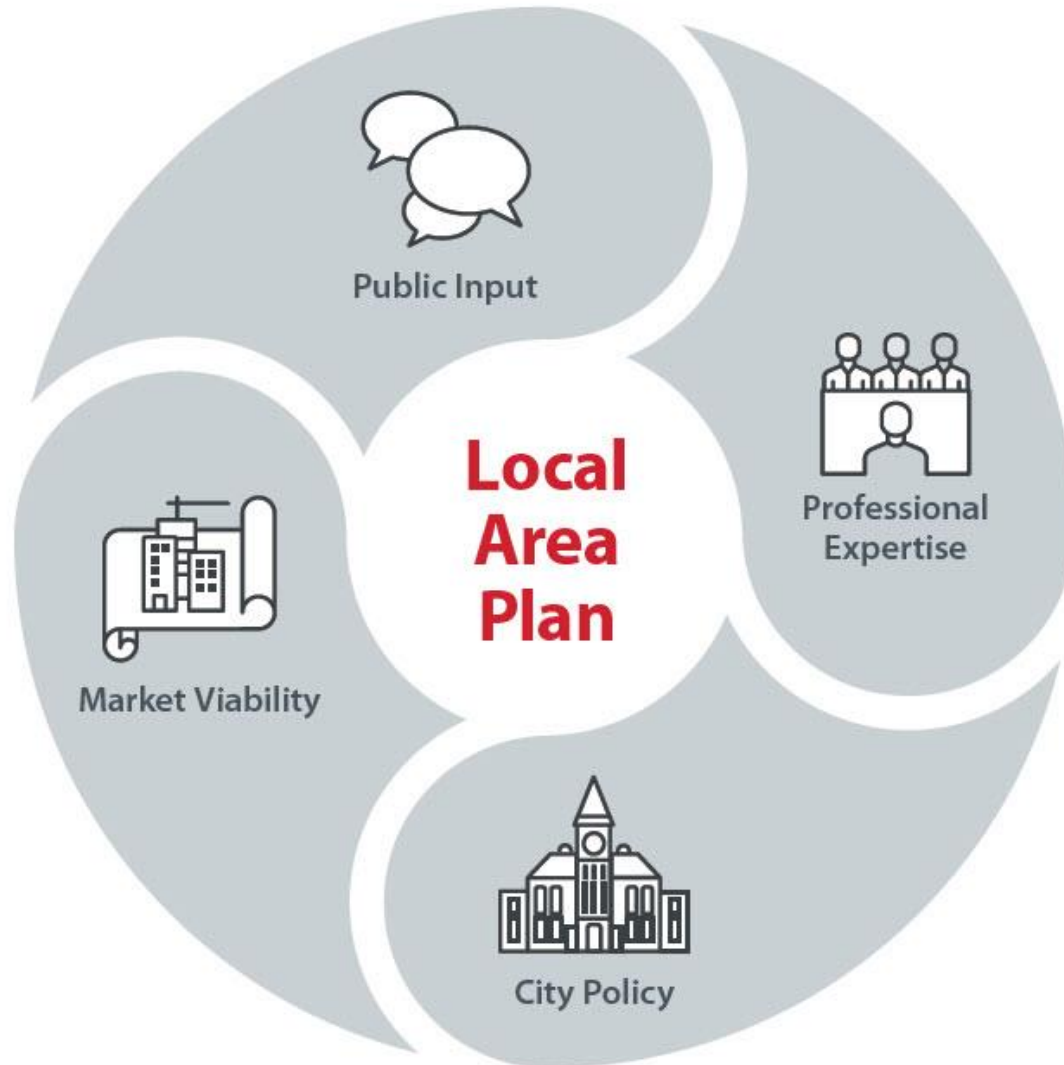 Public Input
Professional
Expertise
Local
Area
Plan
Market Viability
City Policy